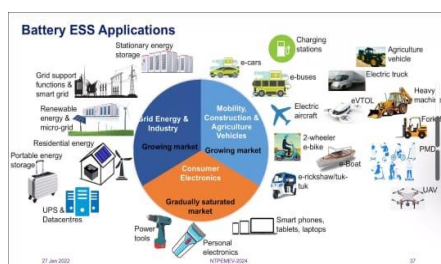 Battery ESS Applications
Stationary energy
storage
Charging
stations
Agriculture
vehicle
e-cars
Grid support
functions &
smart grid
e-buses
Electric truck
Renewable
energy &
micro-grid
Grid Energy &
Industry
Growing market
Mobility,
Construction &
Agriculture
Vehicles
Growing market
Electric
aircraft
eVTOL
Heavy
Residential energy
2-wheeler
e-bike
Portable energy
storage
Consumer
Electronics
Gradually saturated
market
e-Boat
PMD
e-rickshaw/tuk-
tuk
UPS &
Datacentres
UAV
Power
tools
Personal
electronics
Smart phones,
tablets, laptops
27 Jan 2022
NTPEMEV-2024
37